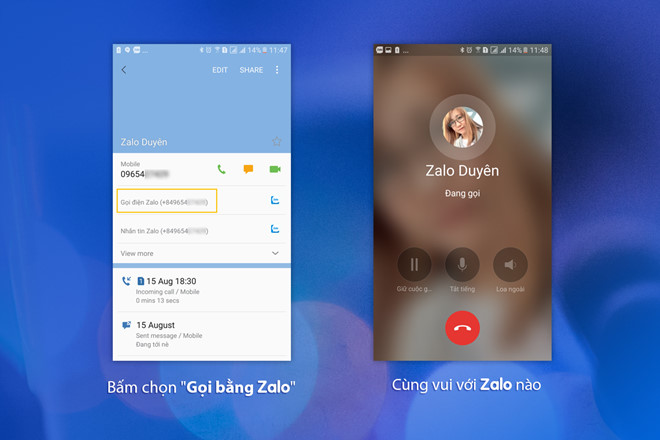 ... 14% 11:47
EDIT SHARE
Zalo Duyên
Mobile
09654
Gọi điện Zalo (+849654)
Nhắn tin Zalo (+849654)
View more
15 Aug 18:30
Incoming call / Mobile
0 mins 13 secs
15 August
Sent message / Mobile
Đang tới nè
Bấm chọn "Gọi bằng Zalo"
... 14% 11:48
Zalo Duyên
Đang gọi
Giữ cuộc g... Tắt tiếng Loa ngoài
Cùng vui với Zalo nào